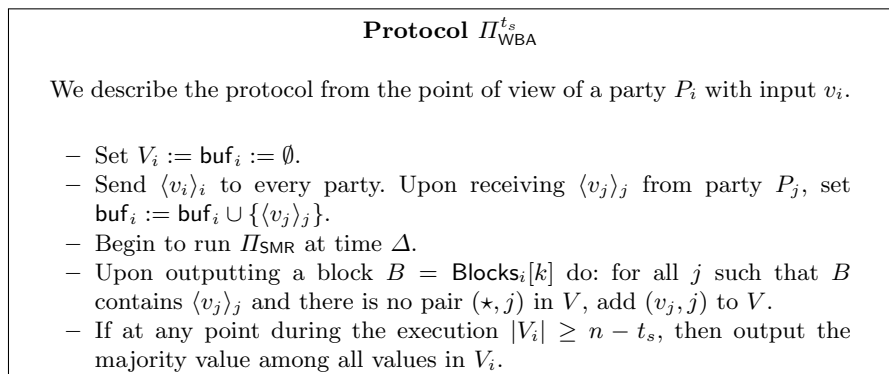 Protocol Π^{t_s}_{WBA}
We describe the protocol from the point of view of a party P_i with input v_i.
– Set V_i := buf_i := ∅.
– Send ⟨v_i⟩_i to every party. Upon receiving ⟨v_j⟩_j from party P_j, set
buf_i := buf_i ∪ {⟨v_j⟩_j}.
– Begin to run Π_{SMR} at time Δ.
– Upon outputting a block B = Blocks_i[k] do: for all j such that B
contains ⟨v_j⟩_j and there is no pair (⋆, j) in V, add (v_j, j) to V.
– If at any point during the execution |V_i| ≥ n − t_s, then output the
majority value among all values in V_i.